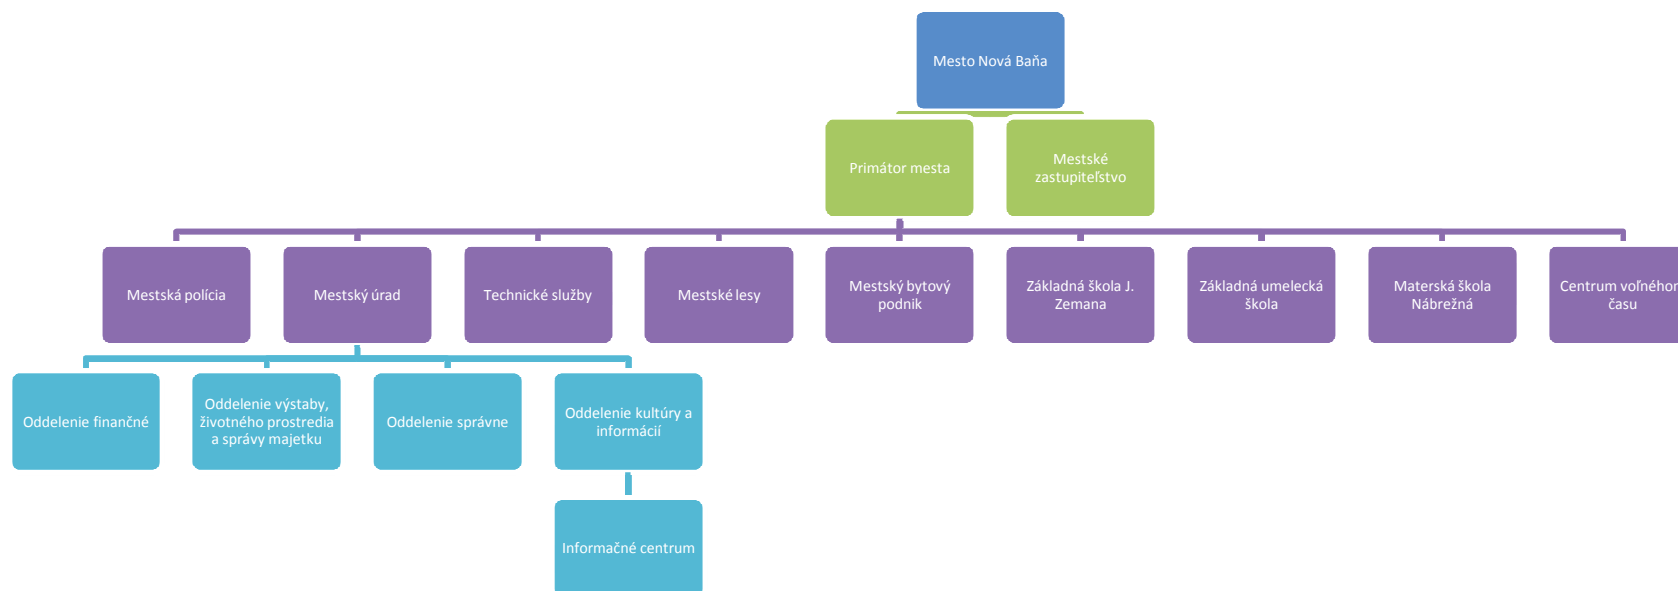 Mesto Nová Baňa
Primátor mesta
Mestské
zastupiteľstvo
Mestská polícia
Mestský úrad
Technické služby
Mestské lesy
Mestský bytový
podnik
Základná škola J.
Zemana
Základná umelecká
škola
Materská škola
Nábrežná
Centrum voľného
času
Oddelenie finančné
Oddelenie výstaby,
životného prostredia
a správy majetku
Oddelenie správne
Oddelenie kultúry a
informácií
Informačné centrum